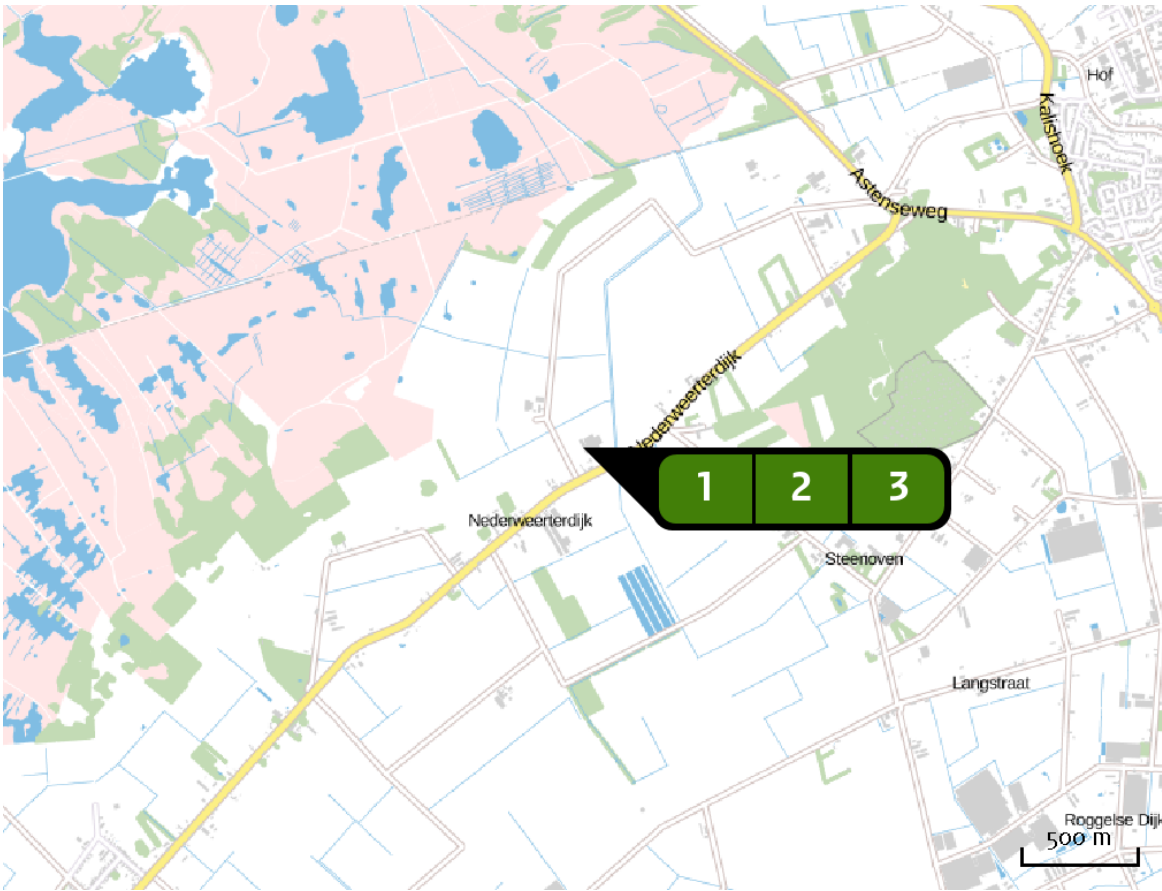 Hof
Kalishoek
Astenseweg
Nederweerterdijk
1 2 3
Nederweerterdijk
Steenoven
Langstraat
Roggelse Dijk
500 m